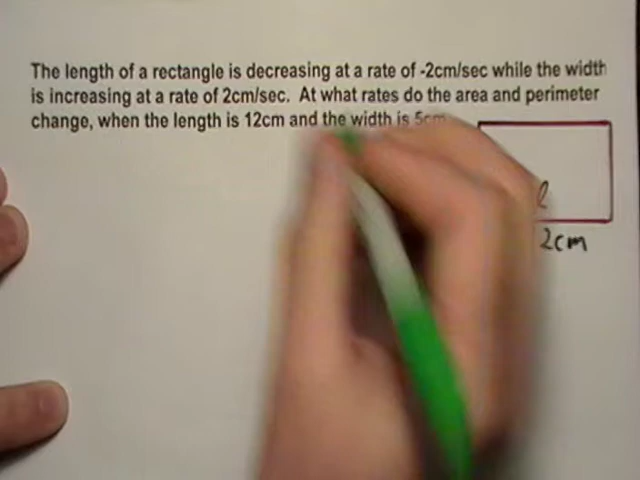 The length of a rectangle is decreasing at a rate of -2cm/sec while the width
is increasing at a rate of 2cm/sec. At what rates do the area and perimeter
change, when the length is 12cm and the width is 5cm
l
2cm